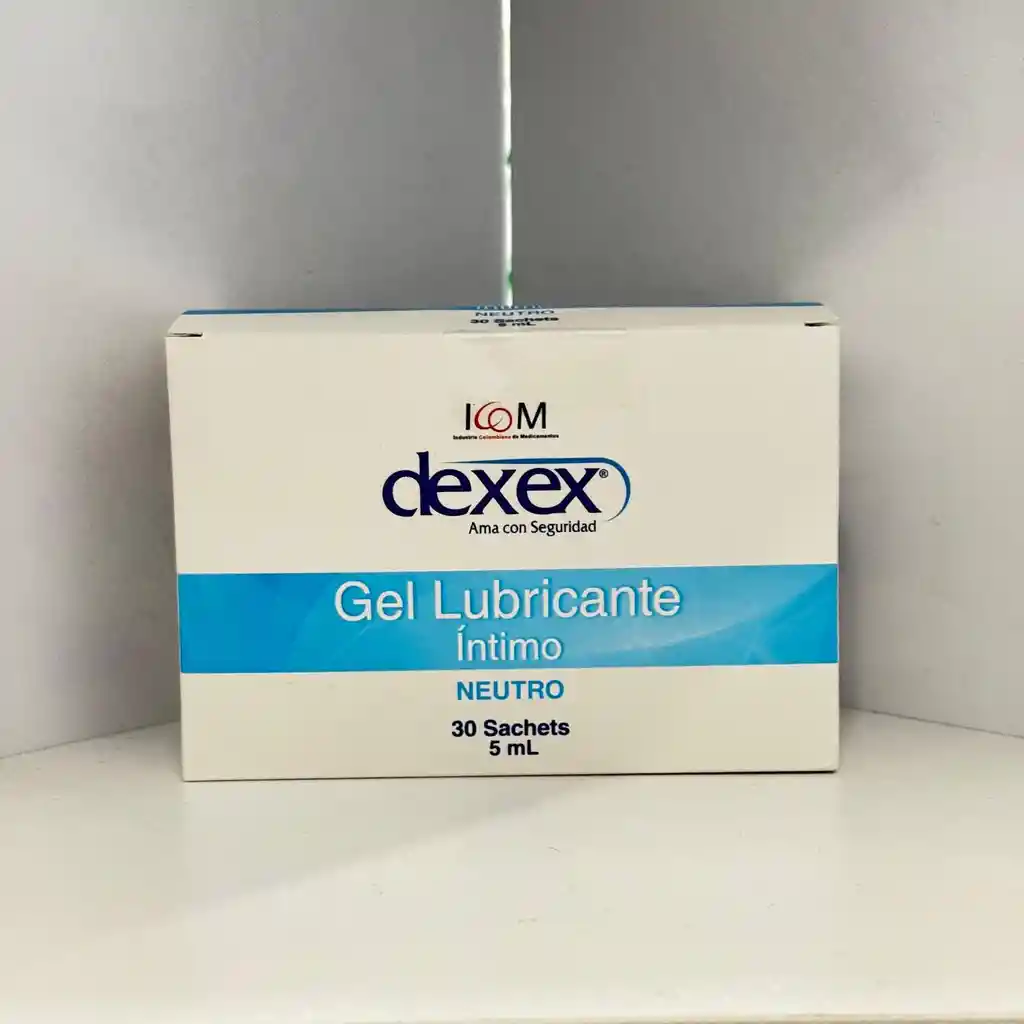 NEUTRO
30 Sachets
5 mL
ICOM
Industria Colombiana de Medicamentos
dexex®
Ama con Seguridad
Gel Lubricante
Íntimo
NEUTRO
30 Sachets
5 mL